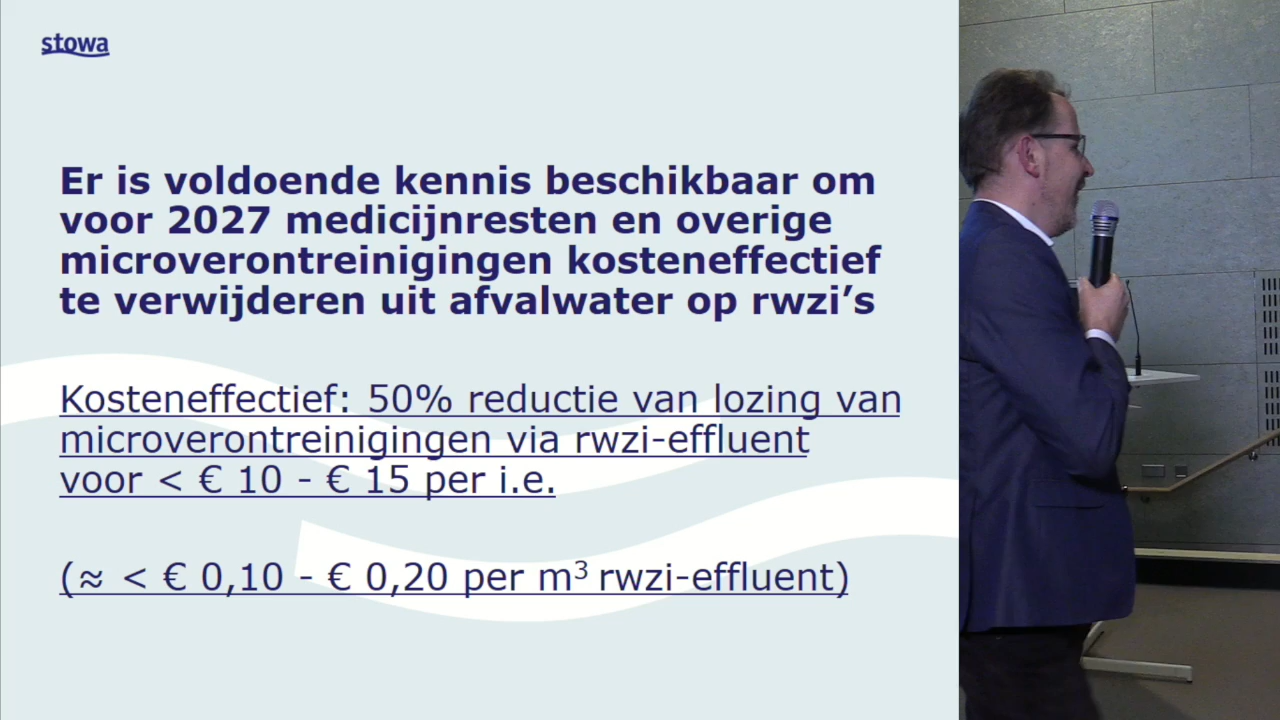 stowa
Er is voldoende kennis beschikbaar om
voor 2027 medicijnresten en overige
microverontreinigingen kosteneffectief
te verwijderen uit afvalwater op rwzi’s
Kosteneffectief: 50% reductie van lozing van
microverontreinigingen via rwzi-effluent
voor < € 10 - € 15 per i.e.
(≈ < € 0,10 - € 0,20 per m³ rwzi-effluent)